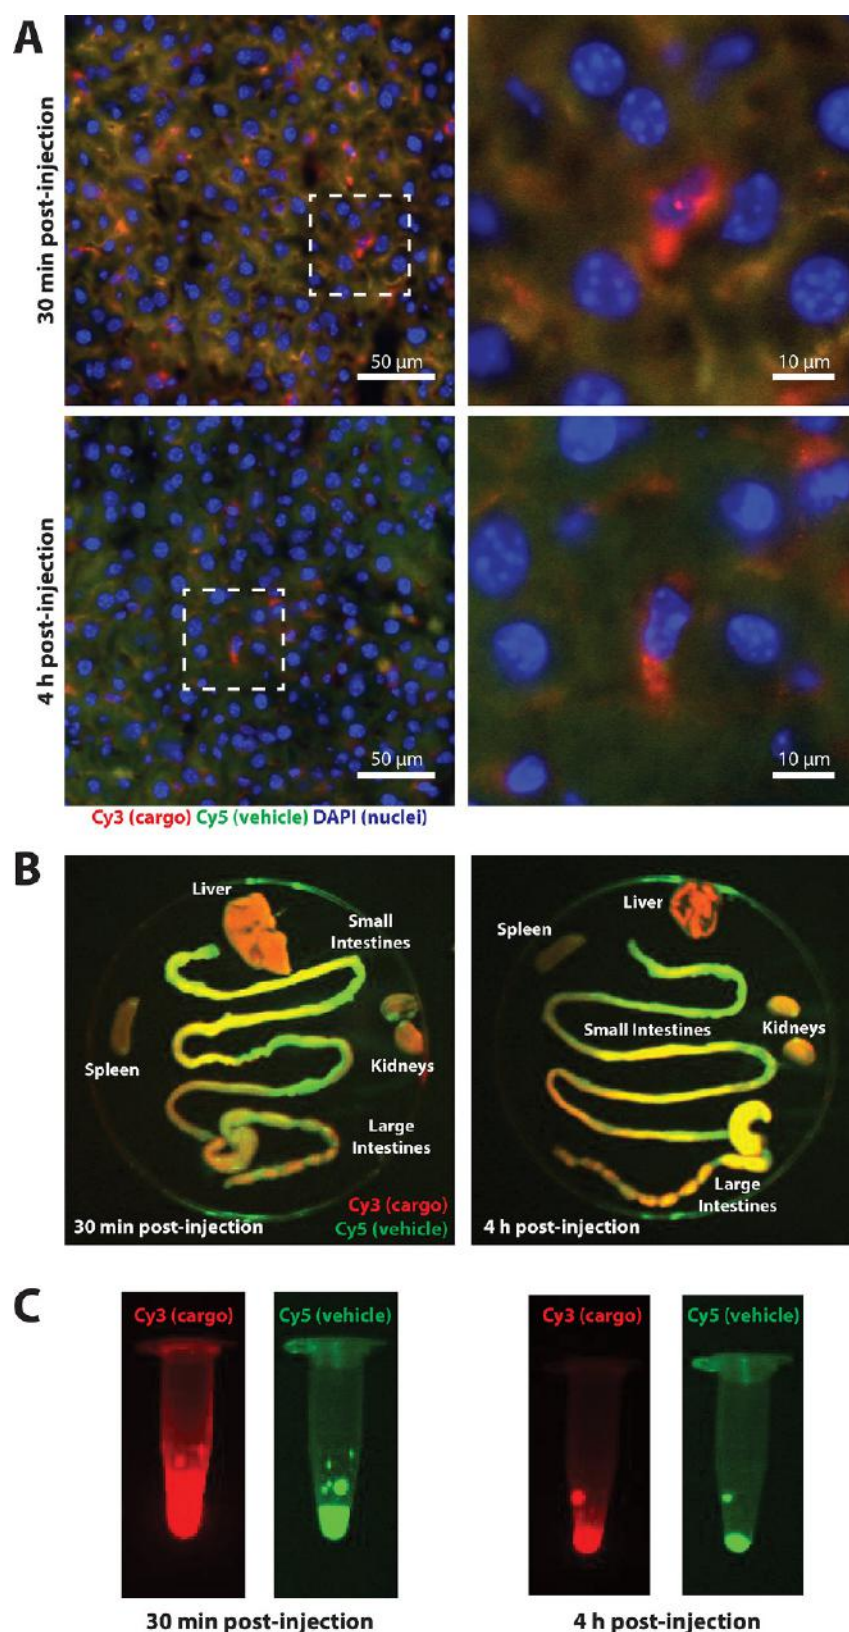 A
30 min post-injection
50 μm
10 μm
4 h post-injection
50 μm
10 μm
Cy3 (cargo) Cy5 (vehicle) DAPI (nuclei)
B
Liver
Small
Intestines
Spleen
Kidneys
Large
Intestines
Cy3 (cargo)
Cy5 (vehicle)
30 min post-injection
Liver
Spleen
Small Intestines
Kidneys
Large
Intestines
4 h post-injection
C
Cy3 (cargo)
Cy5 (vehicle)
Cy3 (cargo)
Cy5 (vehicle)
30 min post-injection
4 h post-injection